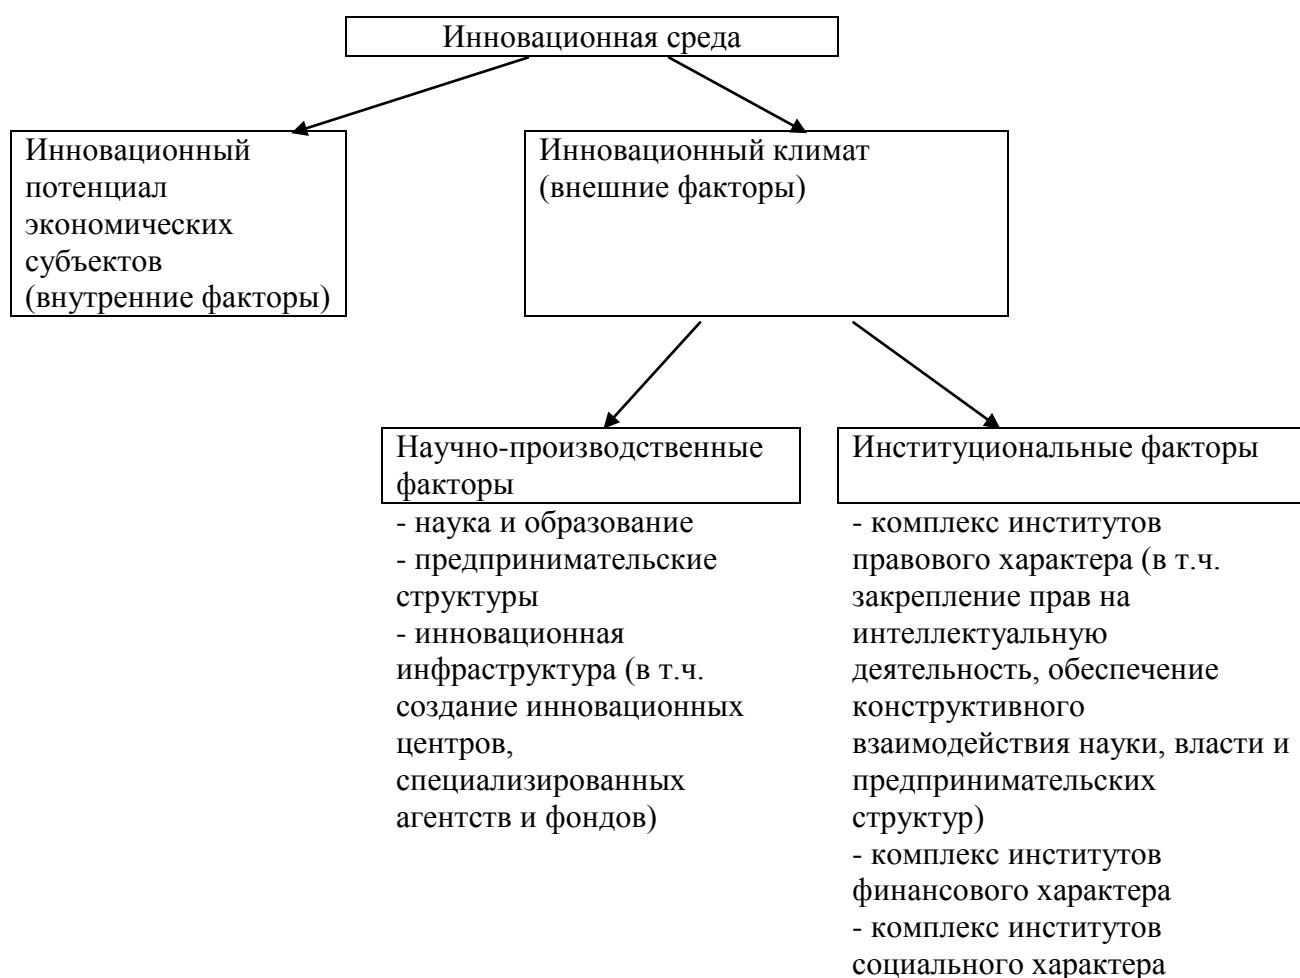 Инновационная среда
Инновационный
потенциал
экономических
субъектов
(внутренние факторы)
Инновационный климат
(внешние факторы)
Научно-производственные
факторы
- наука и образование
- предпринимательские
структуры
- инновационная
инфраструктура (в т.ч.
создание инновационных
центров,
специализированных
агентств и фондов)
Институциональные факторы
- комплекс институтов
правового характера (в т.ч.
закрепление прав на
интеллектуальную
деятельность, обеспечение
конструктивного
взаимодействия науки, власти и
предпринимательских
структур)
- комплекс институтов
финансового характера
- комплекс институтов
социального характера